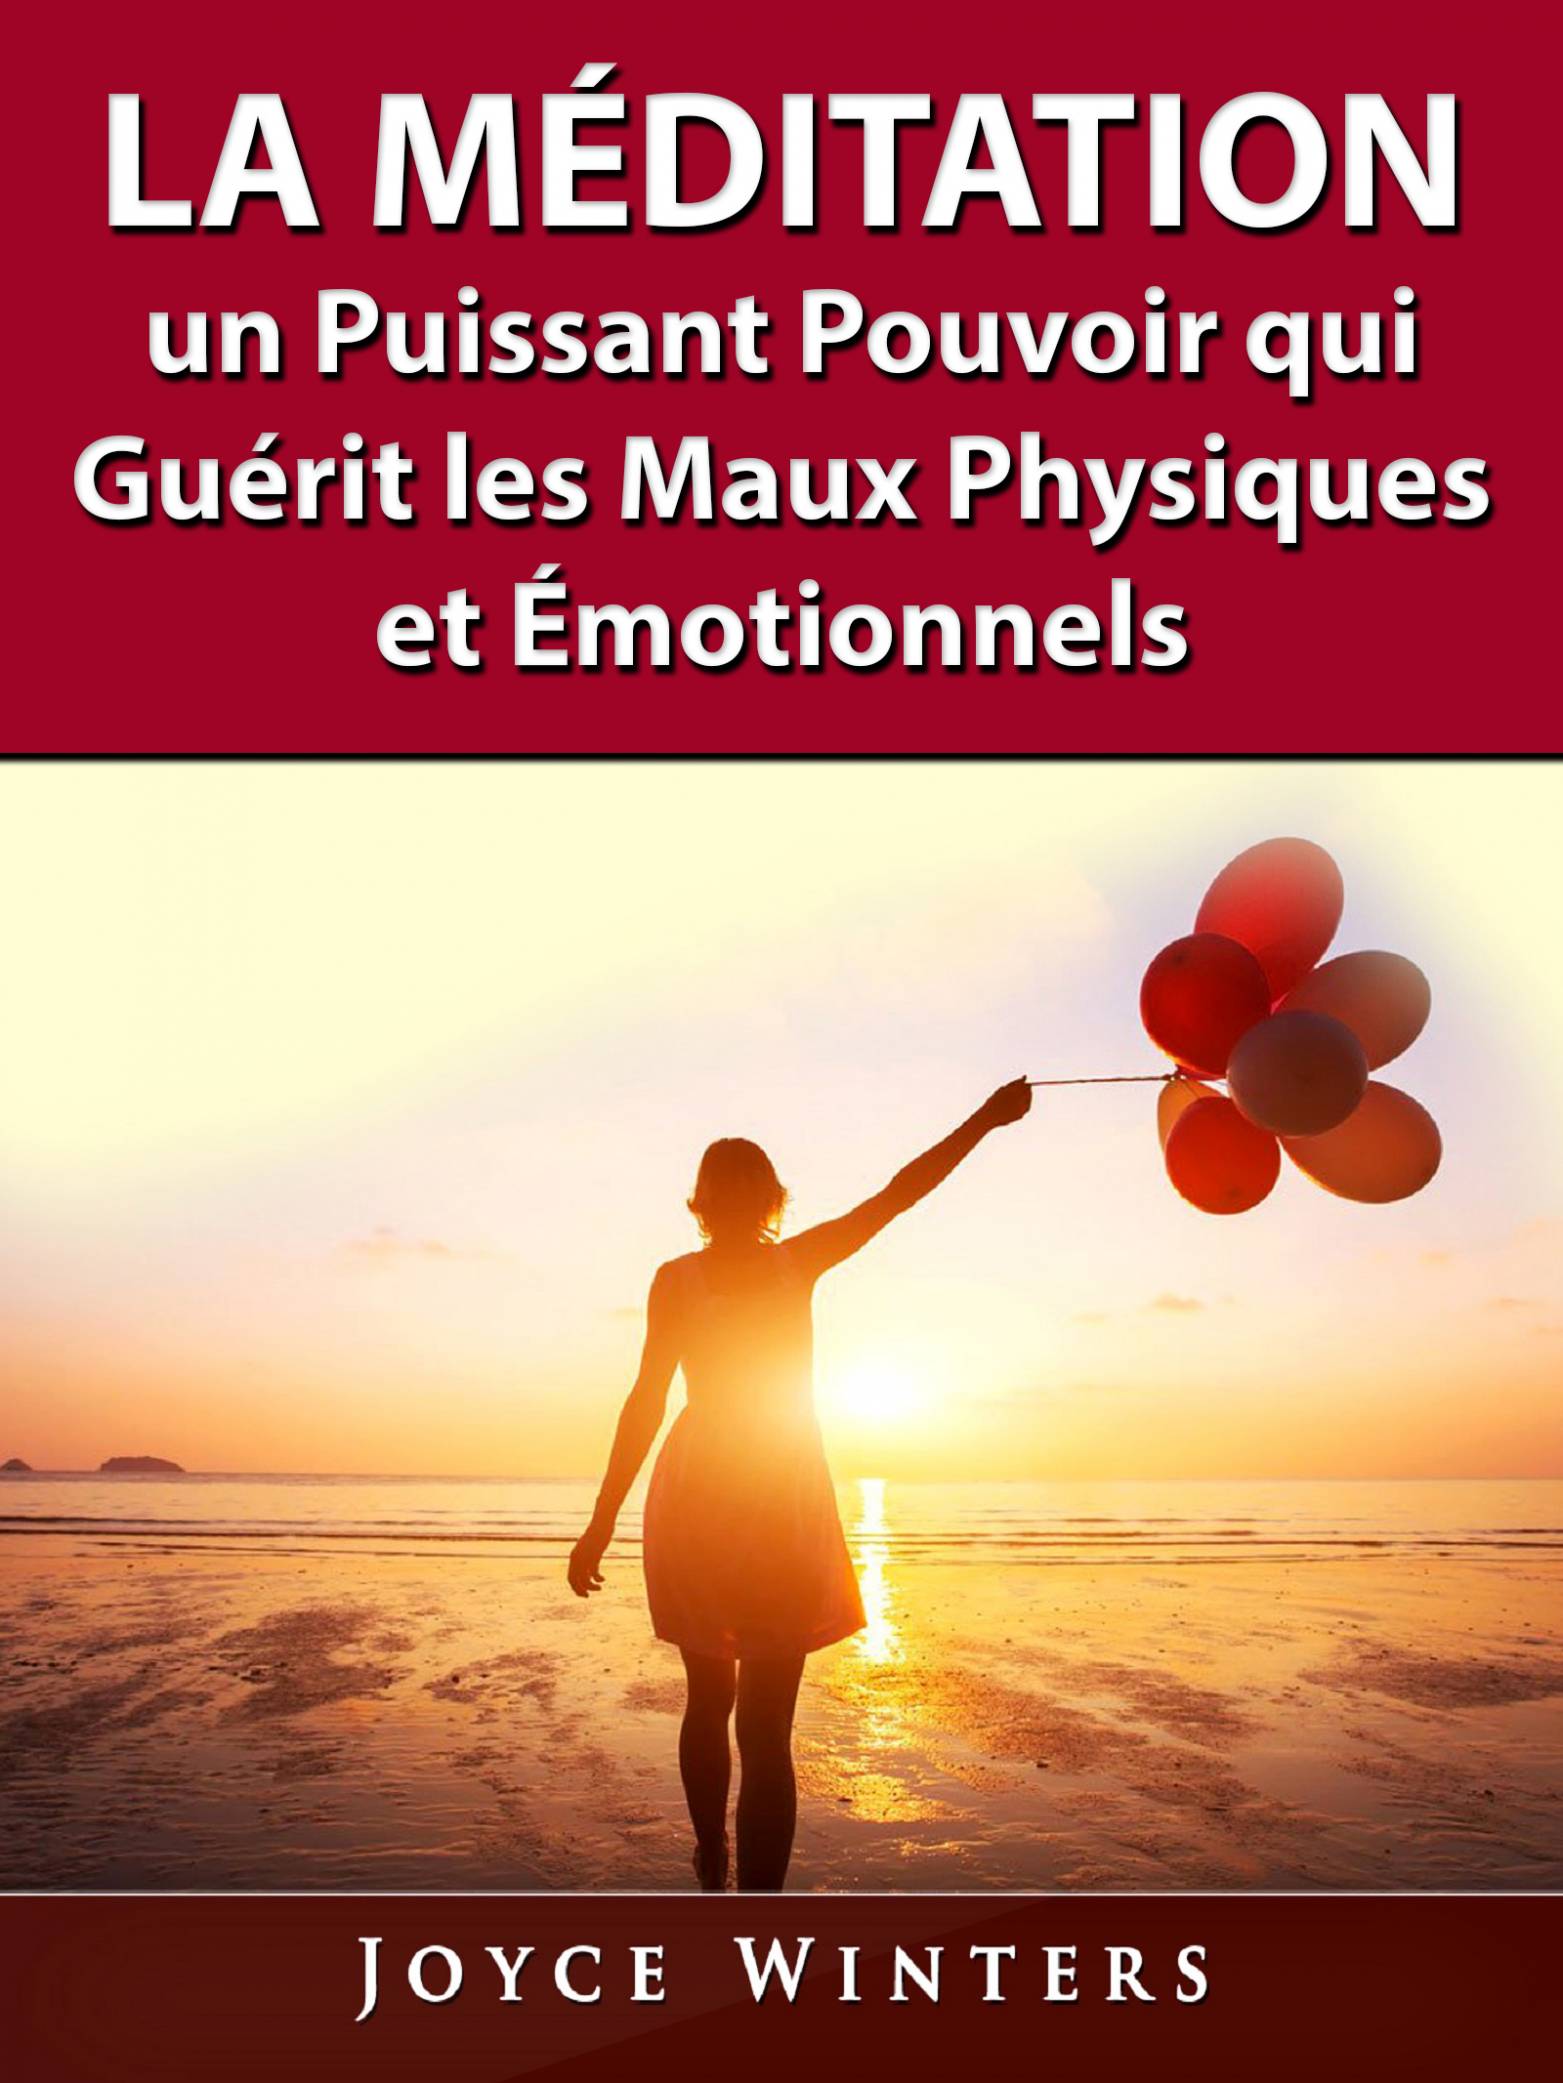 LA MÉDITATION
un Puissant Pouvoir qui
Guérit les Maux Physiques
et Émotionnels
JOYCE WINTERS